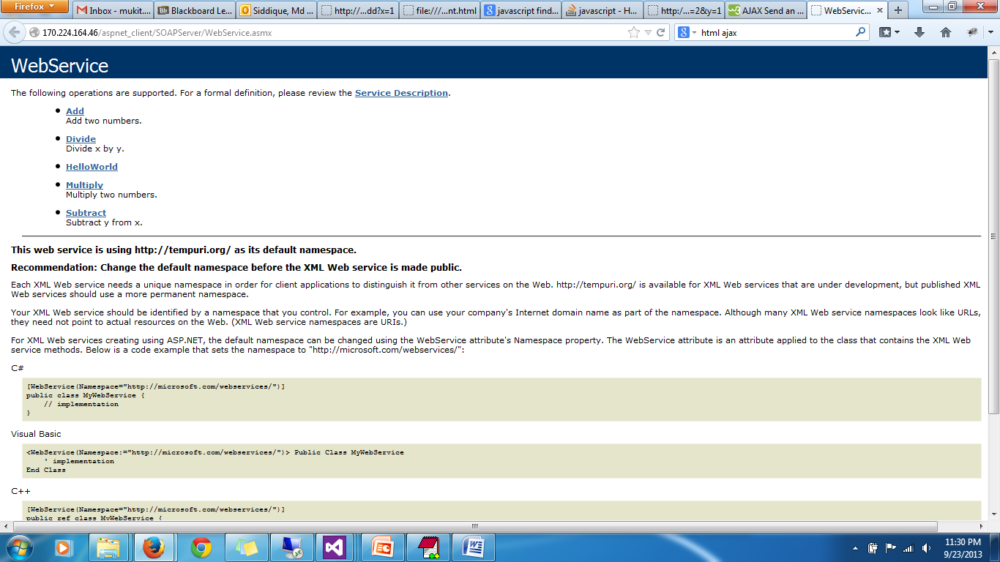 Firefox
Inbox - mukit....
Blackboard Le...
Siddique, Md ...
http://...dd?x=1
file:///...nt.html
javascript find...
javascript - H...
http:/...=2&y=1
AJAX Send an ...
WebServic...
170.224.164.46/aspnet_client/SOAPServer/WebService.asmx
html ajax
WebService
The following operations are supported. For a formal definition, please review the Service Description.
Add
Add two numbers.
Divide
Divide x by y.
HelloWorld
Multiply
Multiply two numbers.
Subtract
Subtract y from x.
This web service is using http://tempuri.org/ as its default namespace.
Recommendation: Change the default namespace before the XML Web service is made public.
Each XML Web service needs a unique namespace in order for client applications to distinguish it from other services on the Web. http://tempuri.org/ is available for XML Web services that are under development, but published XML
Web services should use a more permanent namespace.
Your XML Web service should be identified by a namespace that you control. For example, you can use your company's Internet domain name as part of the namespace. Although many XML Web service namespaces look like URLs,
they need not point to actual resources on the Web. (XML Web service namespaces are URIs.)
For XML Web services creating using ASP.NET, the default namespace can be changed using the WebService attribute's Namespace property. The WebService attribute is an attribute applied to the class that contains the XML Web
service methods. Below is a code example that sets the namespace to "http://microsoft.com/webservices/":
C#
[WebService(Namespace="http://microsoft.com/webservices/")]
public class MyWebService {
// implementation
}
Visual Basic
<WebService(Namespace:="http://microsoft.com/webservices/")> Public Class MyWebService
' implementation
End Class
C++
[WebService(Namespace="http://microsoft.com/webservices/")]
public ref class MyWebService {
11:30 PM
9/23/2013